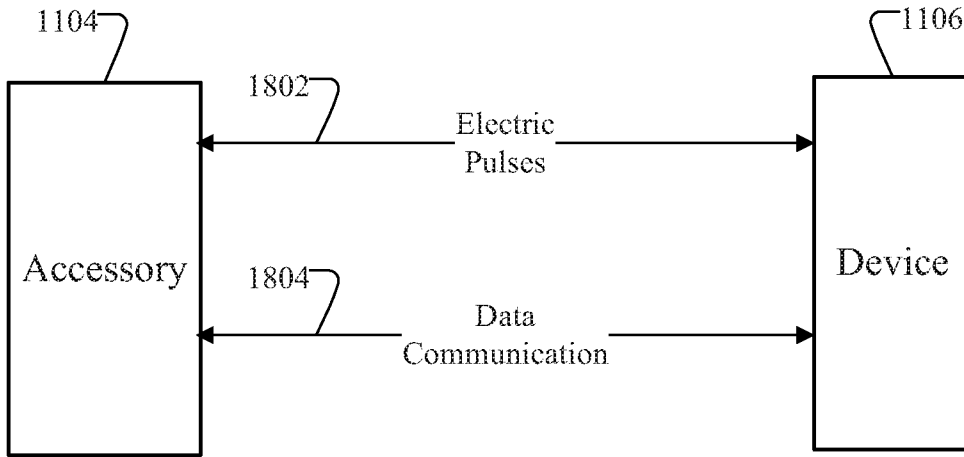 1104
1106
1802
Electric
Pulses
Accessory
Device
1804
Data
Communication